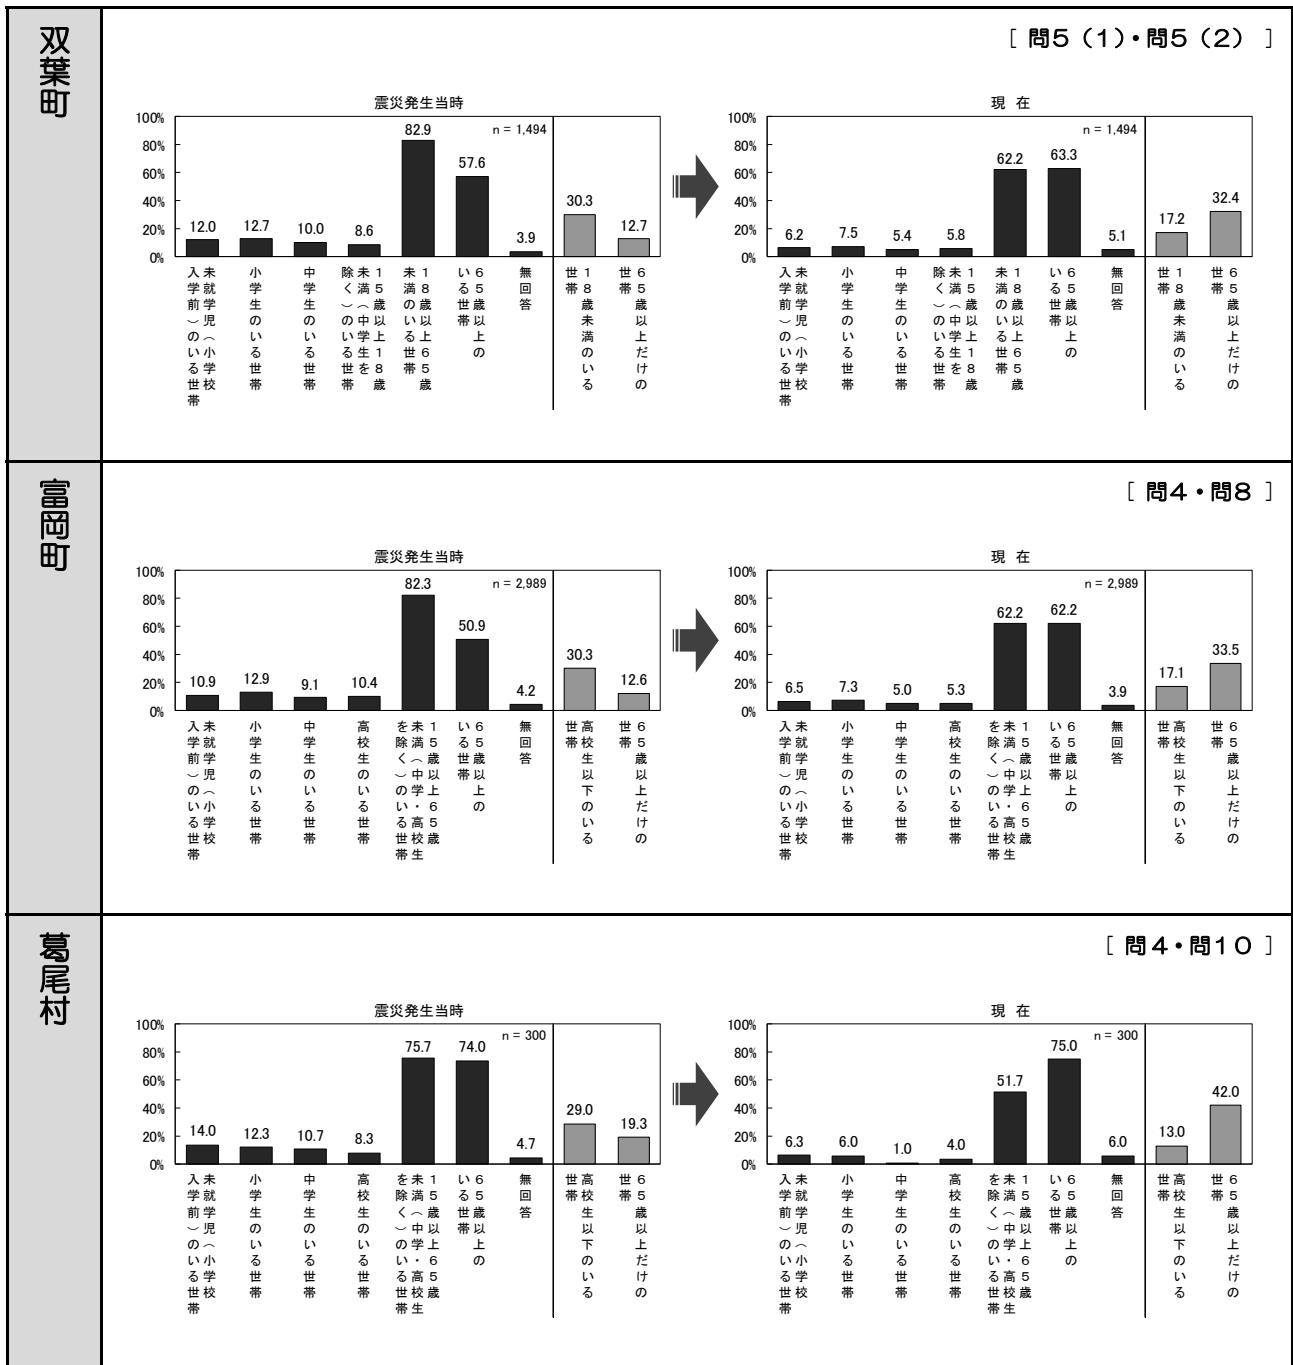 双葉町
[ 問5（1）・問5（2） ]
震災発生当時
n = 1,494
100%
80%
60%
40%
20%
0%
12.0
12.7
10.0
8.6
82.9
57.6
3.9
30.3
12.7
未就学児（小学校
入学前）のいる世帯
小学生のいる世帯
中学生のいる世帯
15歳以上18歳
未満（中学生を
除く）のいる世帯
18歳以上65歳
未満のいる世帯
65歳以上の
いる世帯
無回答
18歳未満のいる
世帯
65歳以上だけの
世帯
現 在
n = 1,494
100%
80%
60%
40%
20%
0%
6.2
7.5
5.4
5.8
62.2
63.3
5.1
17.2
32.4
未就学児（小学校
入学前）のいる世帯
小学生のいる世帯
中学生のいる世帯
15歳以上18歳
未満（中学生を
除く）のいる世帯
18歳以上65歳
未満のいる世帯
65歳以上の
いる世帯
無回答
18歳未満のいる
世帯
65歳以上だけの
世帯
富岡町
[ 問4・問8 ]
震災発生当時
n = 2,989
100%
80%
60%
40%
20%
0%
10.9
12.9
9.1
10.4
82.3
50.9
4.2
30.3
12.6
未就学児（小学校
入学前）のいる世帯
小学生のいる世帯
中学生のいる世帯
高校生のいる世帯
15歳以上65歳
未満（中学・高校生
を除く）のいる世帯
65歳以上の
いる世帯
無回答
高校生以下のいる
世帯
65歳以上だけの
世帯
現 在
n = 2,989
100%
80%
60%
40%
20%
0%
6.5
7.3
5.0
5.3
62.2
62.2
3.9
17.1
33.5
未就学児（小学校
入学前）のいる世帯
小学生のいる世帯
中学生のいる世帯
高校生のいる世帯
15歳以上65歳
未満（中学・高校生
を除く）のいる世帯
65歳以上の
いる世帯
無回答
高校生以下のいる
世帯
65歳以上だけの
世帯
葛尾村
[ 問4・問10 ]
震災発生当時
n = 300
100%
80%
60%
40%
20%
0%
14.0
12.3
10.7
8.3
75.7
74.0
4.7
29.0
19.3
未就学児（小学校
入学前）のいる世帯
小学生のいる世帯
中学生のいる世帯
高校生のいる世帯
15歳以上65歳
未満（中学・高校生
を除く）のいる世帯
65歳以上の
いる世帯
無回答
高校生以下のいる
世帯
65歳以上だけの
世帯
現 在
n = 300
100%
80%
60%
40%
20%
0%
6.3
6.0
1.0
4.0
51.7
75.0
6.0
13.0
42.0
未就学児（小学校
入学前）のいる世帯
小学生のいる世帯
中学生のいる世帯
高校生のいる世帯
15歳以上65歳
未満（中学・高校生
を除く）のいる世帯
65歳以上の
いる世帯
無回答
高校生以下のいる
世帯
65歳以上だけの
世帯